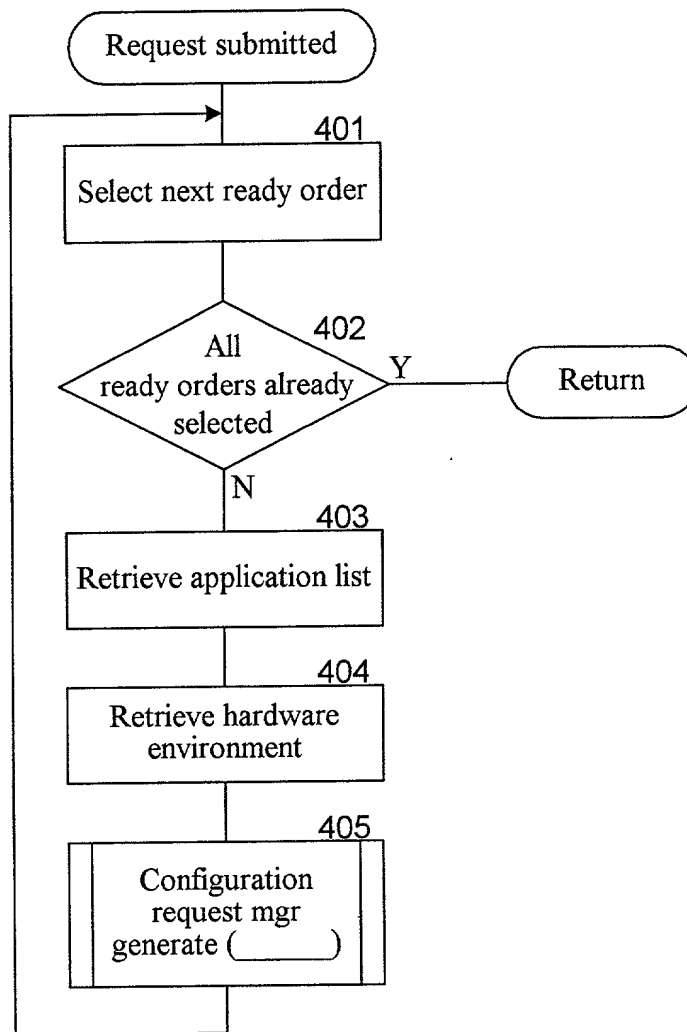 Request submitted
401
Select next ready order
402
All
ready orders already
selected
Y
Return
N
403
Retrieve application list
404
Retrieve hardware
environment
405
Configuration
request mgr
generate (______)